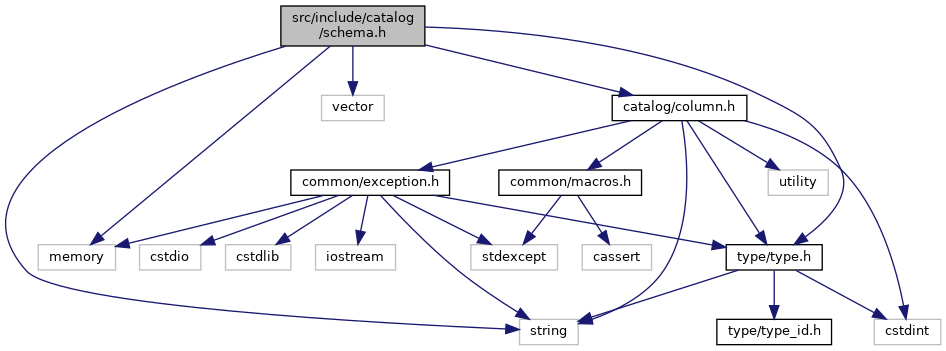 src/include/catalog
/schema.h
vector
catalog/column.h
common/exception.h
common/macros.h
utility
memory
cstdio
cstdlib
iostream
stdexcept
cassert
type/type.h
string
type/type_id.h
cstdint